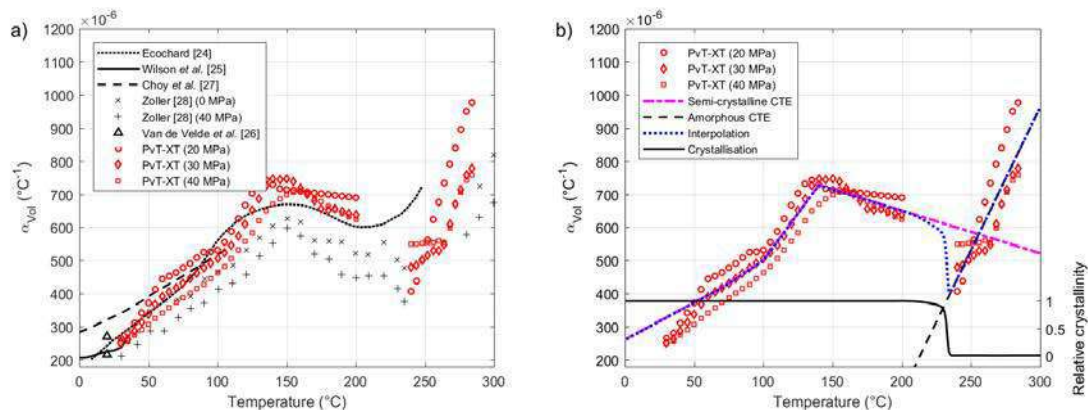 a)
×10⁻⁶
1200
1100
1000
900
800
700
600
500
400
300
200
0
50
100
150
200
250
300
Temperature (°C)
αVol (°C⁻¹)
Ecochard [24]
Wilson et al. [25]
Choy et al. [27]
Zoller [28] (0 MPa)
Zoller [28] (40 MPa)
Van de Velde et al. [26]
PvT-XT (20 MPa)
PvT-XT (30 MPa)
PvT-XT (40 MPa)
b)
×10⁻⁶
1200
1100
1000
900
800
700
600
500
400
300
200
0
50
100
150
200
250
300
Temperature (°C)
αVol (°C⁻¹)
PvT-XT (20 MPa)
PvT-XT (30 MPa)
PvT-XT (40 MPa)
Semi-crystalline CTE
Amorphous CTE
Interpolation
Crystallisation
1
0.5
0
Relative crystallinity